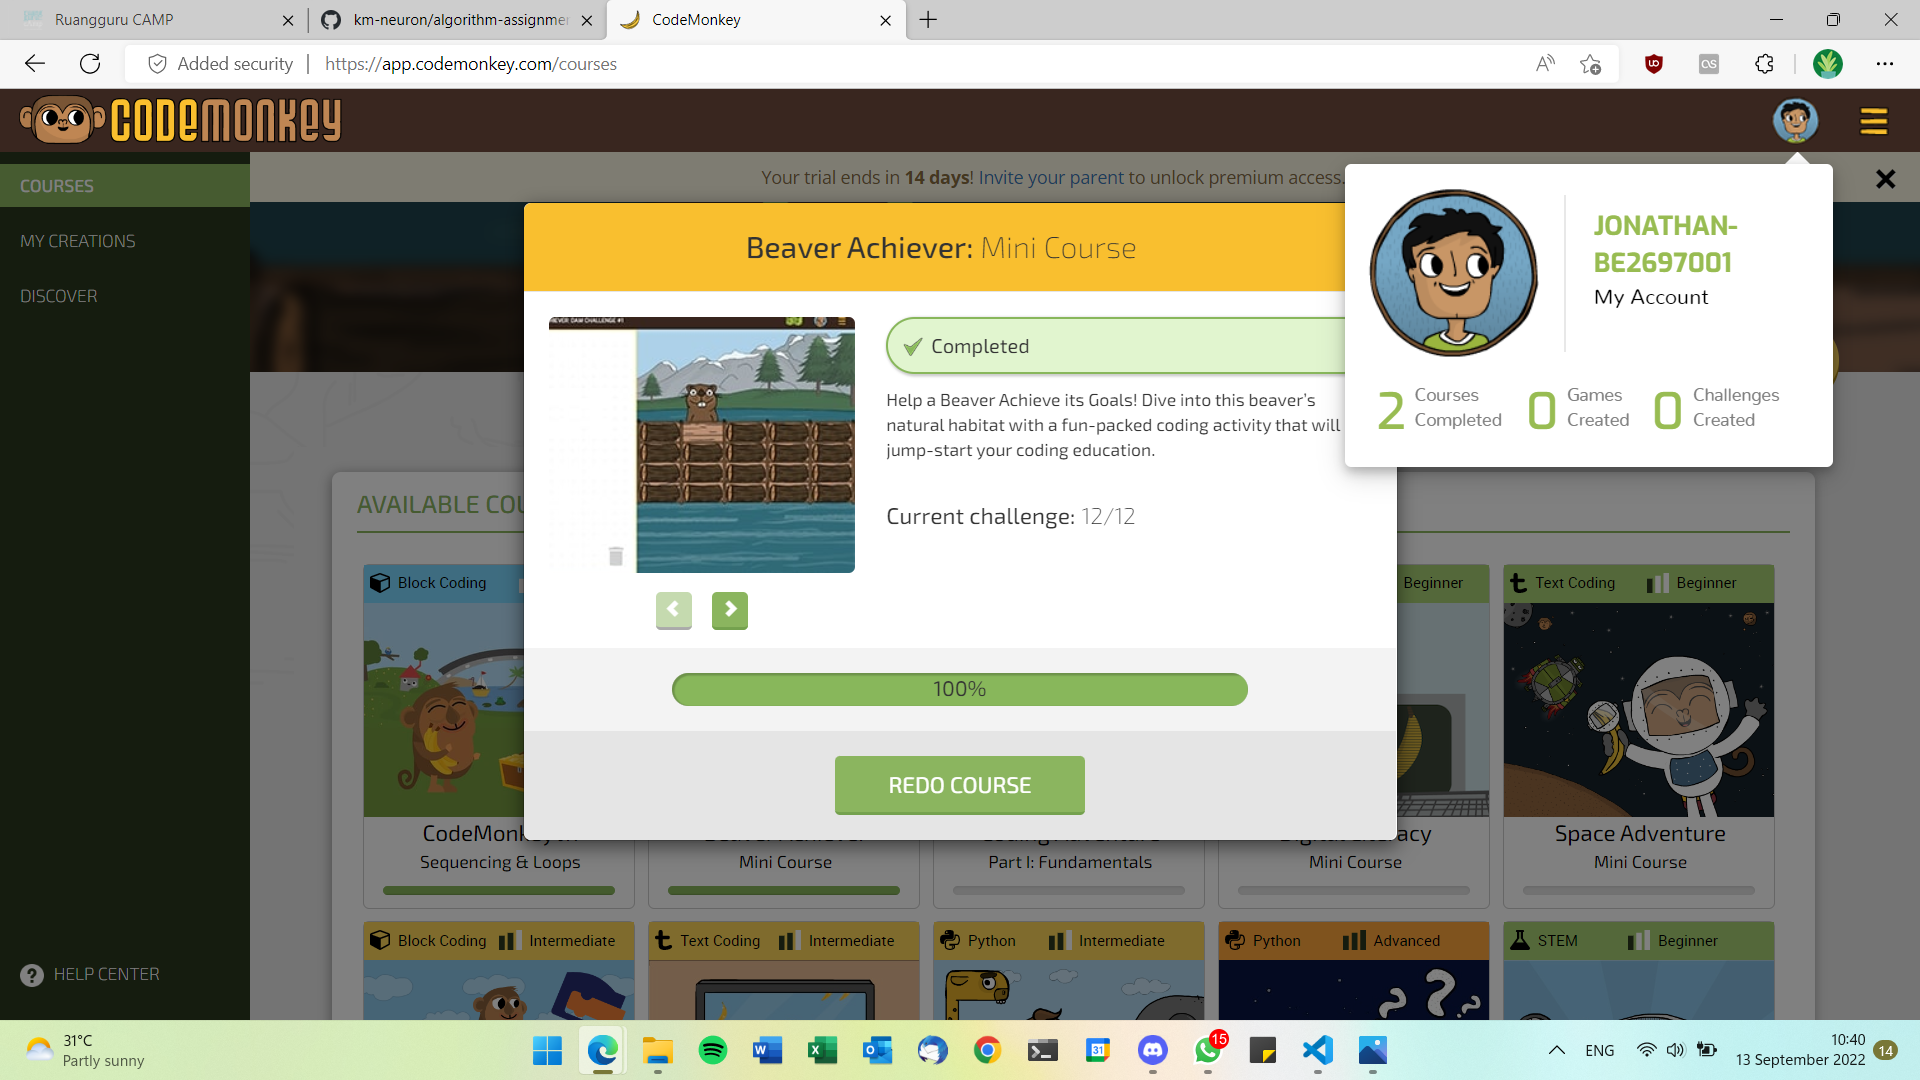 Ruangguru CAMP
km-neuron/algorithm-assignmen
CodeMonkey
Added security
https://app.codemonkey.com/courses
CODEMONKEY
COURSES
MY CREATIONS
DISCOVER
HELP CENTER
Your trial ends in 14 days! Invite your parent to unlock premium access.
JONATHAN-
BE2697001
My Account
2 Courses Completed
0 Games Created
0 Challenges Created
Beaver Achiever: Mini Course
Completed
Help a Beaver Achieve its Goals! Dive into this beaver's
natural habitat with a fun-packed coding activity that will
jump-start your coding education.
Current challenge: 12/12
100%
REDO COURSE
AVAILABLE COU
Block Coding
Beginner
Text Coding Beginner
Space Adventure
Sequencing & Loops
Mini Course
Part I: Fundamentals
Mini Course
Mini Course
Block Coding Intermediate
Text Coding Intermediate
Python Intermediate
Python Advanced
STEM Beginner
31°C
Partly sunny
15
ENG
10:40
13 September 2022
14